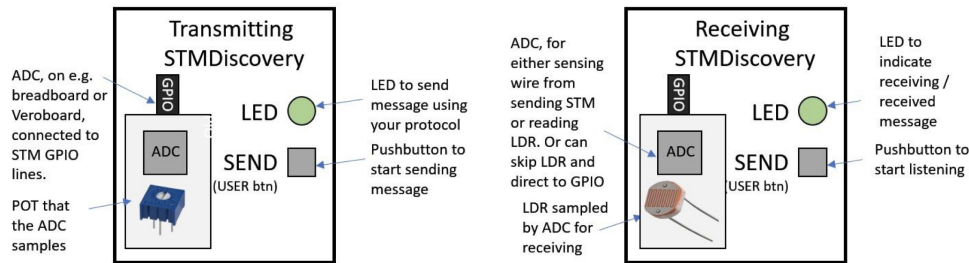 Transmitting
STMDiscovery
ADC, on e.g.
breadboard or
Veroboard,
connected to
STM GPIO
lines.
POT that
the ADC
samples
GPIO
ADC
LED
SEND
(USER btn)
LED to send
message using
your protocol
Pushbutton to
start sending
message
Receiving
STMDiscovery
ADC, for
either sensing
wire from
sending STM
or reading
LDR. Or can
skip LDR and
direct to GPIO
LDR sampled
by ADC for
receiving
GPIO
ADC
LED
SEND
(USER btn)
LED to
indicate
receiving /
received
message
Pushbutton to
start listening